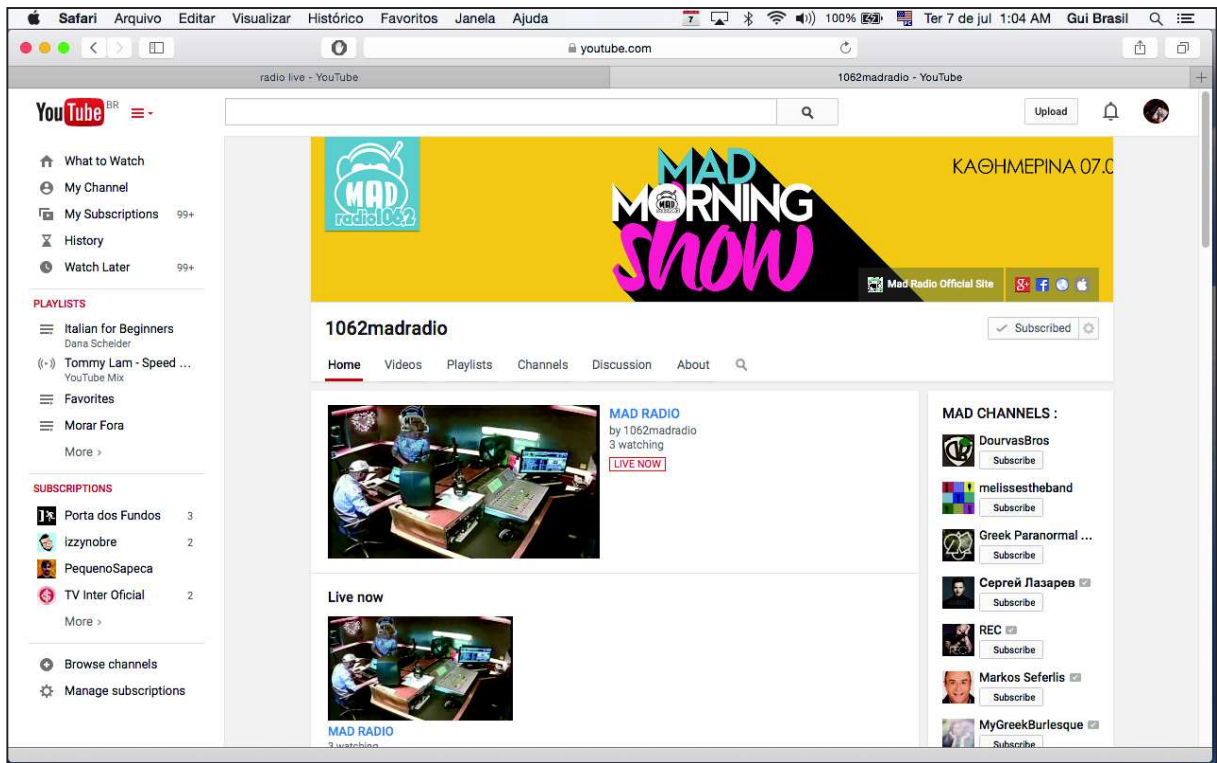 Safari Arquivo Editar Visualizar Histórico Favoritos Janela Ajuda 7 100% Ter 7 de jul 1:04 AM Gui Brasil
youtube.com
radio live - YouTube 1062madradio - YouTube
YouTube BR Upload
What to Watch
My Channel
My Subscriptions 99+
History
Watch Later 99+
PLAYLISTS
Italian for Beginners
Dana Scheider
Tommy Lam - Speed ...
YouTube Mix
Favorites
Morar Fora
More ›
SUBSCRIPTIONS
Porta dos Fundos 3
izzynobre 2
PequenoSapeca
TV Inter Oficial 2
More ›
Browse channels
Manage subscriptions
MAD
radio106,2
MAD
MORNING
show
ΚΑΘΗΜΕΡΙΝΑ 07.0
Mad Radio Official Site
1062madradio
Subscribed
Home Videos Playlists Channels Discussion About
MAD RADIO
by 1062madradio
3 watching
LIVE NOW
Live now
MAD RADIO
3 watching
MAD CHANNELS :
DourvasBros
Subscribe
melissestheband
Subscribe
Greek Paranormal ...
Subscribe
Сергей Лазарев
Subscribe
REC
Subscribe
Markos Seferlis
Subscribe
MyGreekBurlesque
Subscribe